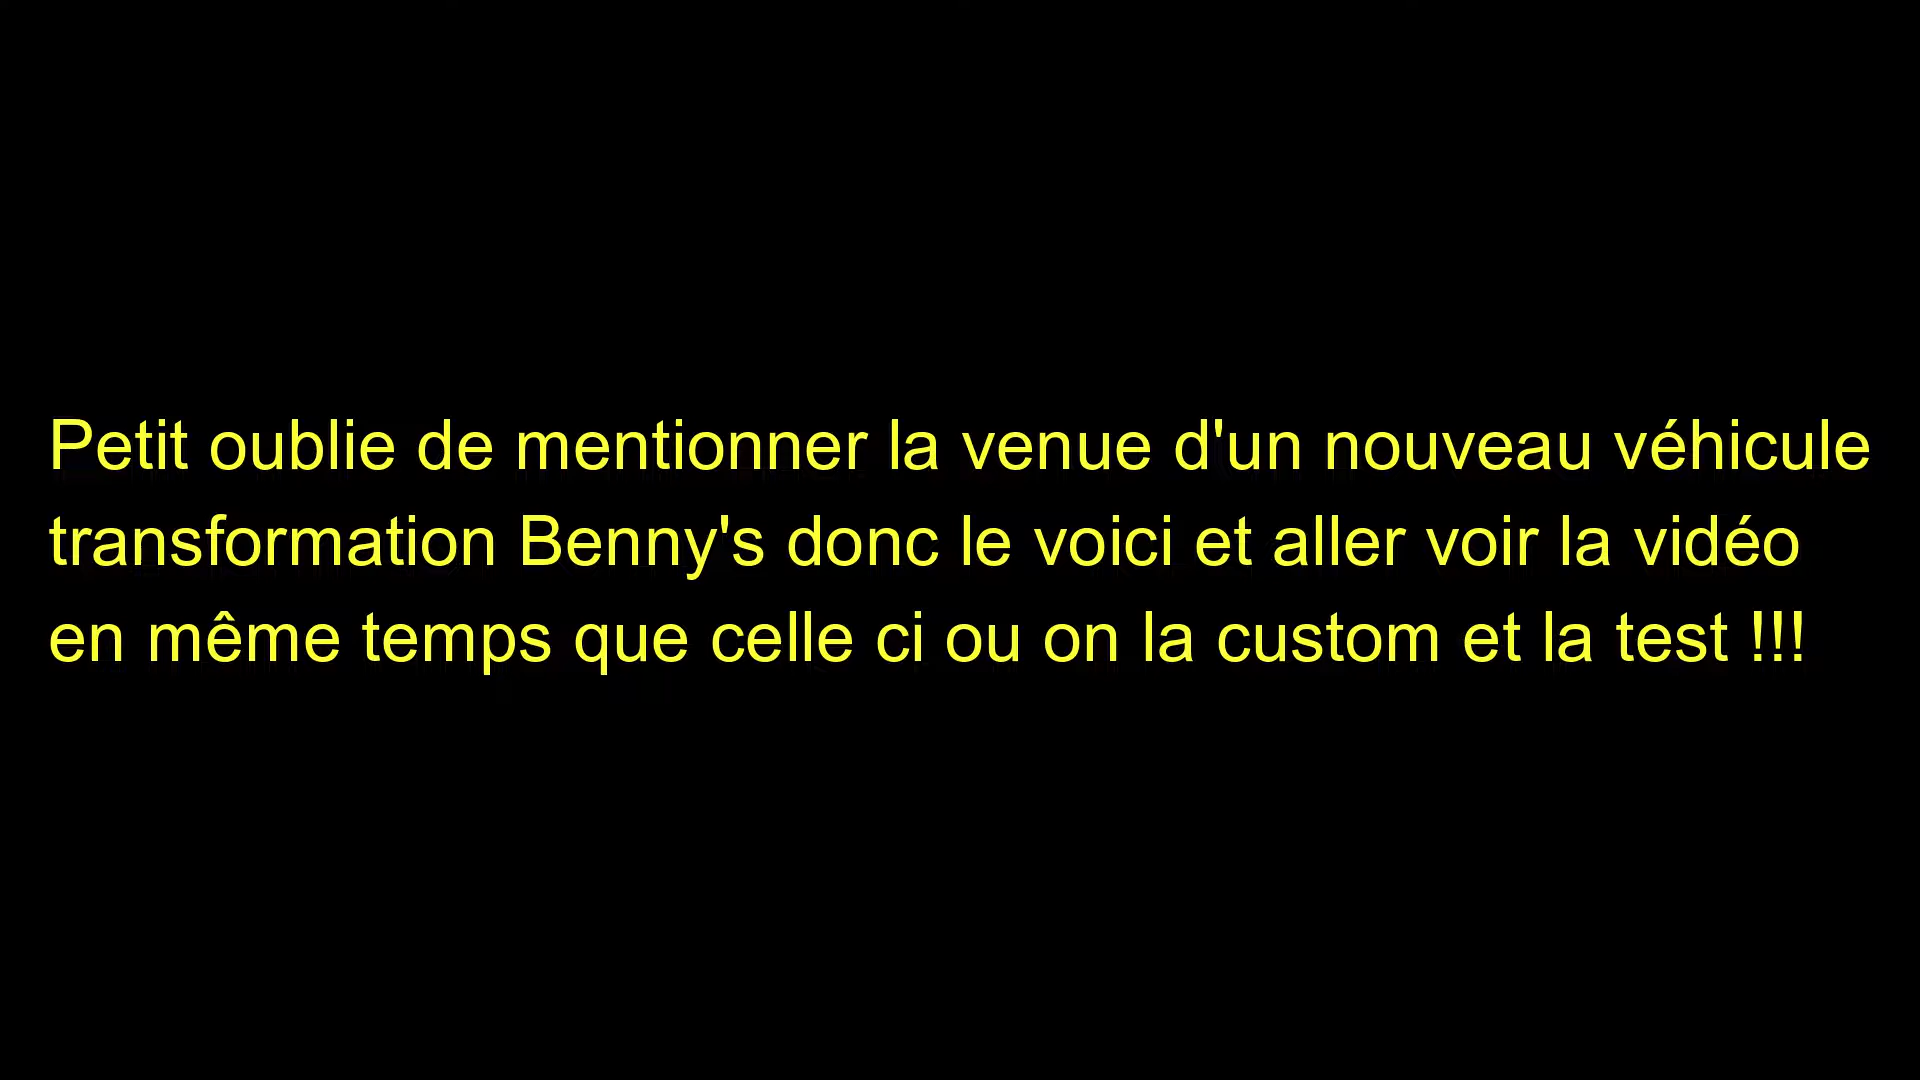 Petit oublie de mentionner la venue d'un nouveau véhicule
transformation Benny's donc le voici et aller voir la vidéo
en même temps que celle ci ou on la custom et la test !!!